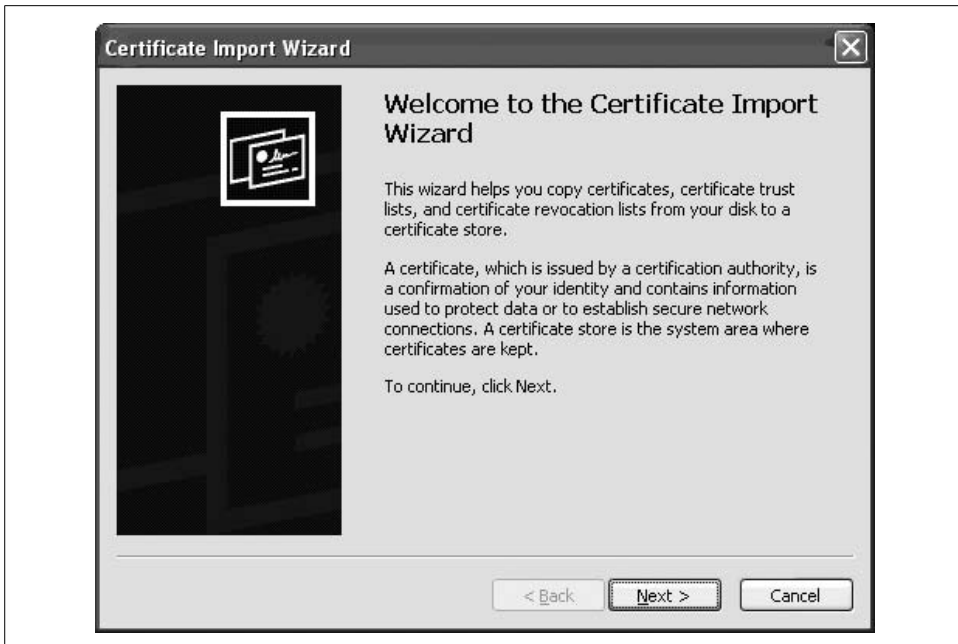 Certificate Import Wizard
Welcome to the Certificate Import
Wizard
This wizard helps you copy certificates, certificate trust
lists, and certificate revocation lists from your disk to a
certificate store.
A certificate, which is issued by a certification authority, is
a confirmation of your identity and contains information
used to protect data or to establish secure network
connections. A certificate store is the system area where
certificates are kept.
To continue, click Next.
< Back
Next >
Cancel